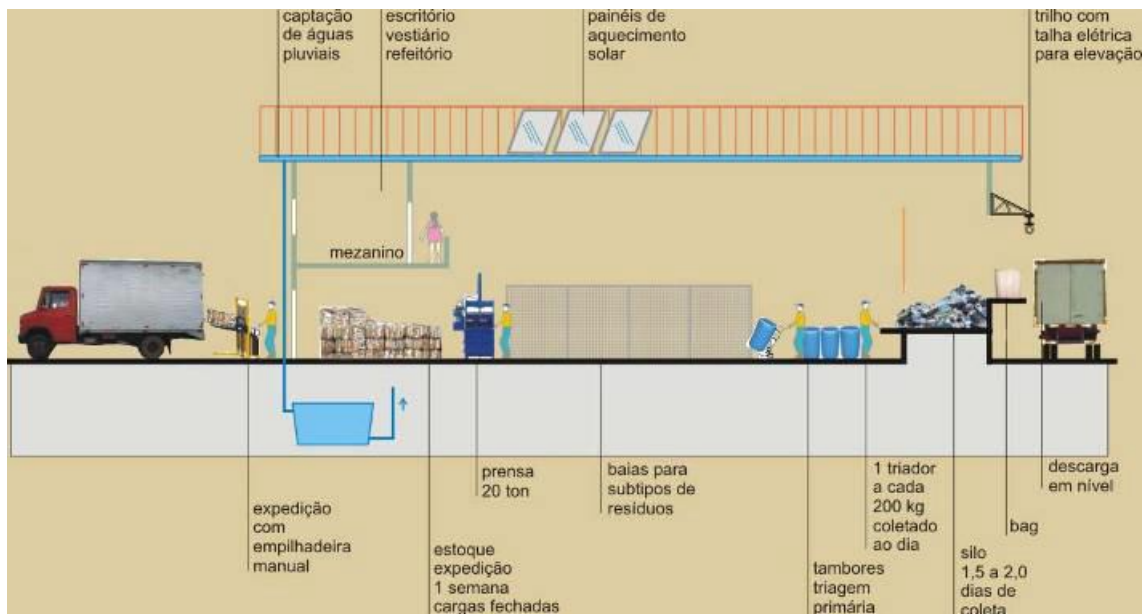 captação
de águas
pluviais
escritório
vestiário
refeitório
painéis de
aquecimento
solar
trilho com
talha elétrica
para elevação
mezanino
expedição
com
empilhadeira
manual
estoque
expedição
1 semana
cargas fechadas
prensa
20 ton
baias para
subtipos de
resíduos
tambores
triagem
primária
1 triador
a cada
200 kg
coletado
ao dia
silo
1,5 a 2,0
dias de
coleta
bag
descarga
em nível